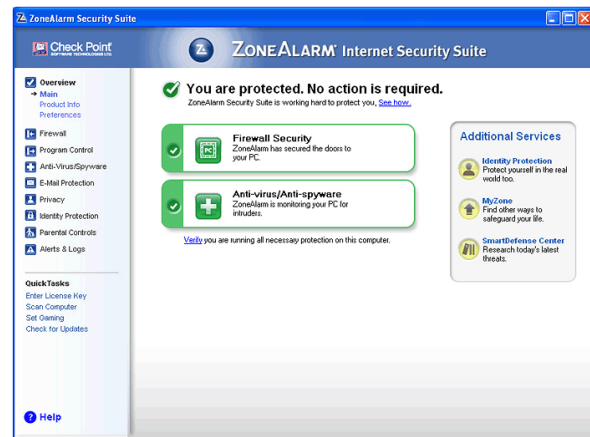 ZoneAlarm Security Suite
Check Point
SOFTWARE TECHNOLOGIES LTD.
ZONEALARM Internet Security Suite
Overview
Main
Product Info
Preferences
Firewall
Program Control
Anti-Virus/Spyware
E-Mail Protection
Privacy
Identity Protection
Parental Controls
Alerts & Logs
QuickTasks
Enter License Key
Scan Computer
Set Gaming
Check for Updates
Help
You are protected. No action is required.
ZoneAlarm Security Suite is working hard to protect you, See how.
PC
Firewall Security
ZoneAlarm has secured the doors to
your PC.
Anti-virus/Anti-spyware
ZoneAlarm is monitoring your PC for
intruders.
Verify you are running all necessary protection on this computer.
Additional Services
Identity Protection
Protect yourself in the real
world too.
MyZone
Find other ways to
safeguard your life.
SmartDefense Center
Research today's latest
threats.